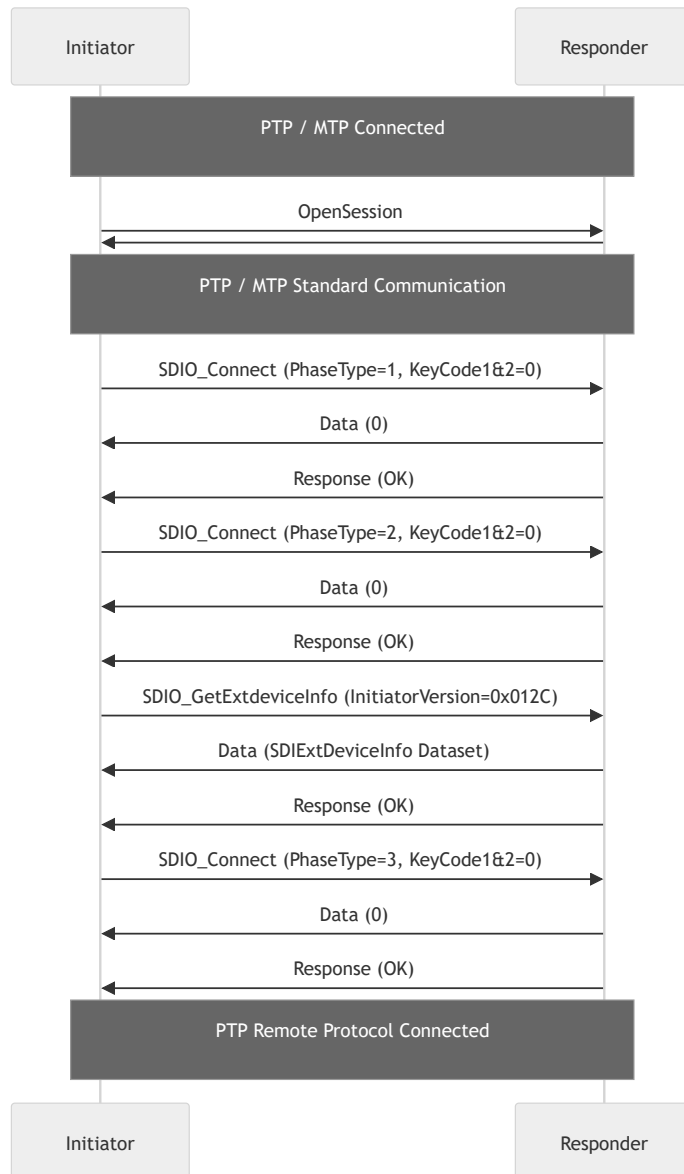 Initiator
Responder
PTP / MTP Connected
OpenSession
PTP / MTP Standard Communication
SDIO_Connect (PhaseType=1, KeyCode1&2=0)
Data (0)
Response (OK)
SDIO_Connect (PhaseType=2, KeyCode1&2=0)
Data (0)
Response (OK)
SDIO_GetExtdeviceInfo (InitiatorVersion=0x012C)
Data (SDIExtDeviceInfo Dataset)
Response (OK)
SDIO_Connect (PhaseType=3, KeyCode1&2=0)
Data (0)
Response (OK)
PTP Remote Protocol Connected
Initiator
Responder